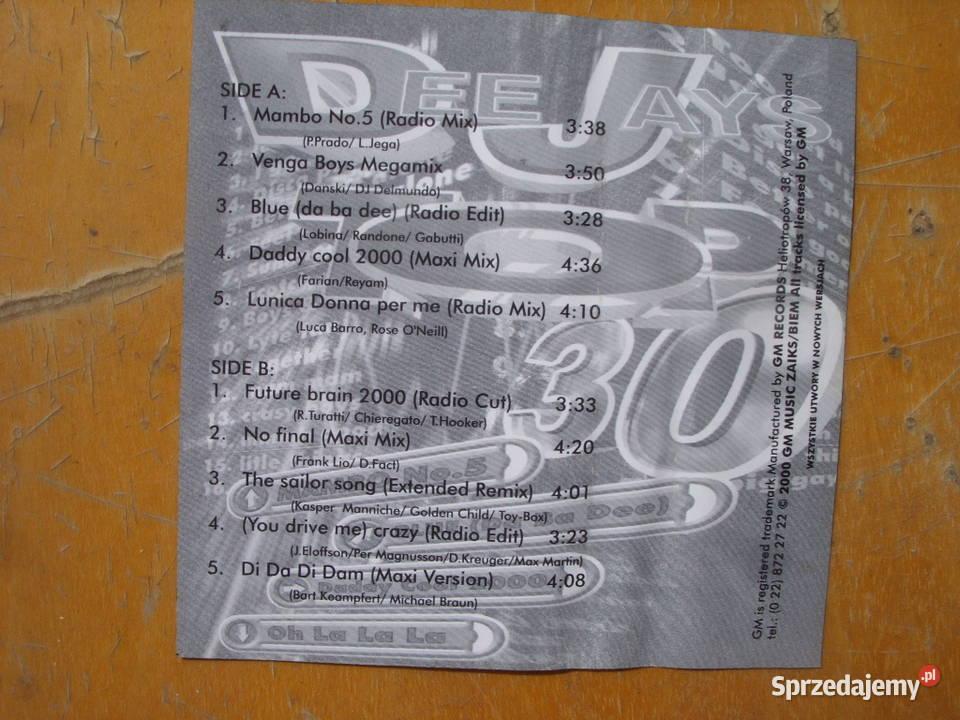 DEE JAYS
TOP
30
SIDE A:
1. Mambo No.5 (Radio Mix) 3:38
(P.Prado/ L.Jega)
2. Venga Boys Megamix 3:50
(Danski/ DJ Delmundo)
3. Blue (da ba dee) (Radio Edit) 3:28
(Lobina/ Randone/ Gabutti)
4. Daddy cool 2000 (Maxi Mix) 4:36
(Farian/Reyam)
5. Lunica Donna per me (Radio Mix) 4:10
(Luca Barro, Rose O'Neill)
SIDE B:
1. Future brain 2000 (Radio Cut) 3:33
(R.Turatti/ Chieregato/ T.Hooker)
2. No final (Maxi Mix) 4:20
(Frank Lio/ D.Fact)
3. The sailor song (Extended Remix) 4:01
(Kasper Manniche/ Golden Child/ Toy-Box)
4. (You drive me) crazy (Radio Edit) 3:23
(J.Eloffson/Per Magnusson/D.Kreuger/Max Martin)
5. Di Da Di Dam (Maxi Version) 4:08
(Bart Keampfert/ Michael Braun)
Oh La La La
GM is registered trademark.Manufactured by GM RECORDS Heliotropów 38, Warsaw, Poland
tel.: (0 22) 872 27 22 © 2000 GM MUSIC ZAIKS/BIEM All tracks licensed by GM
WSZYSTKIE UTWORY W NOWYCH WERSJACH
Sprzedajemy.pl